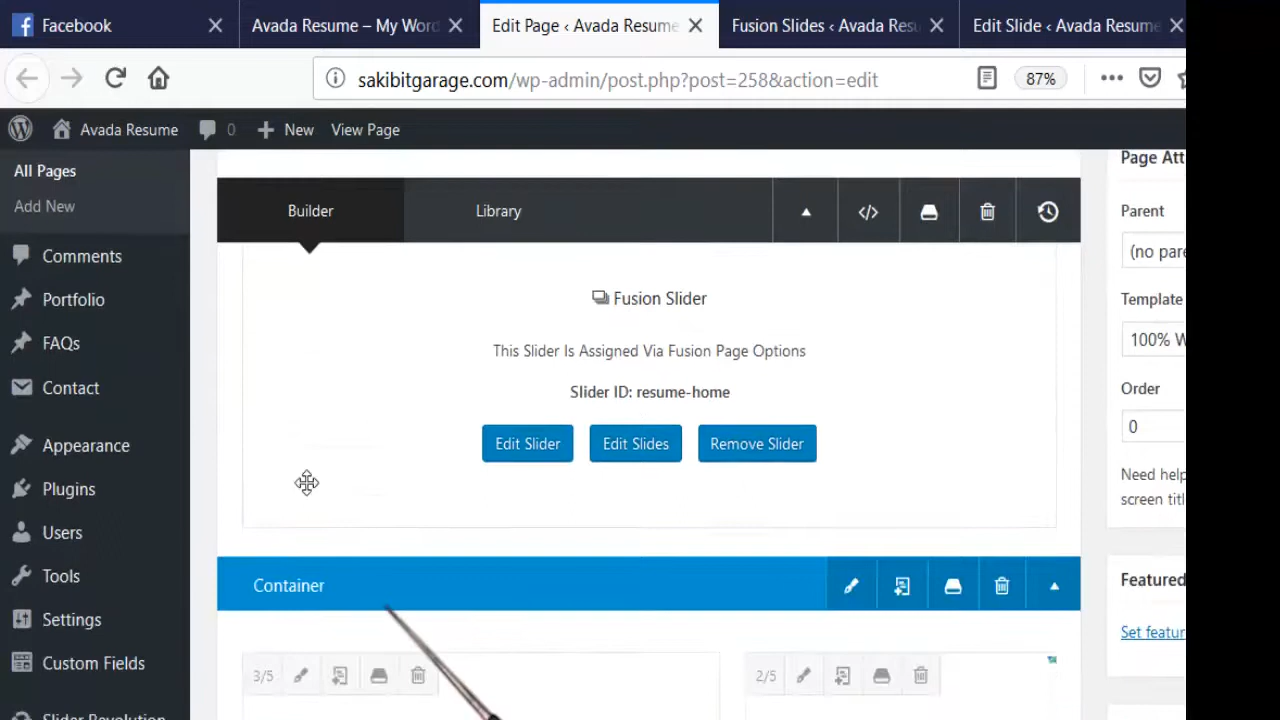 Facebook
Avada Resume – My Word
Edit Page ‹ Avada Resume
Fusion Slides ‹ Avada Resu
Edit Slide ‹ Avada Resume
sakibitgarage.com/wp-admin/post.php?post=258&action=edit
87%
Avada Resume
0
New
View Page
All Pages
Add New
Comments
Portfolio
FAQs
Contact
Appearance
Plugins
Users
Tools
Settings
Custom Fields
Slider Revolution
Builder
Library
Fusion Slider
This Slider Is Assigned Via Fusion Page Options
Slider ID: resume-home
Edit Slider
Edit Slides
Remove Slider
Container
3/5
2/5
Page Att
Parent
(no pare
Template
100% W
Order
0
Need help
screen titl
Featured
Set featur